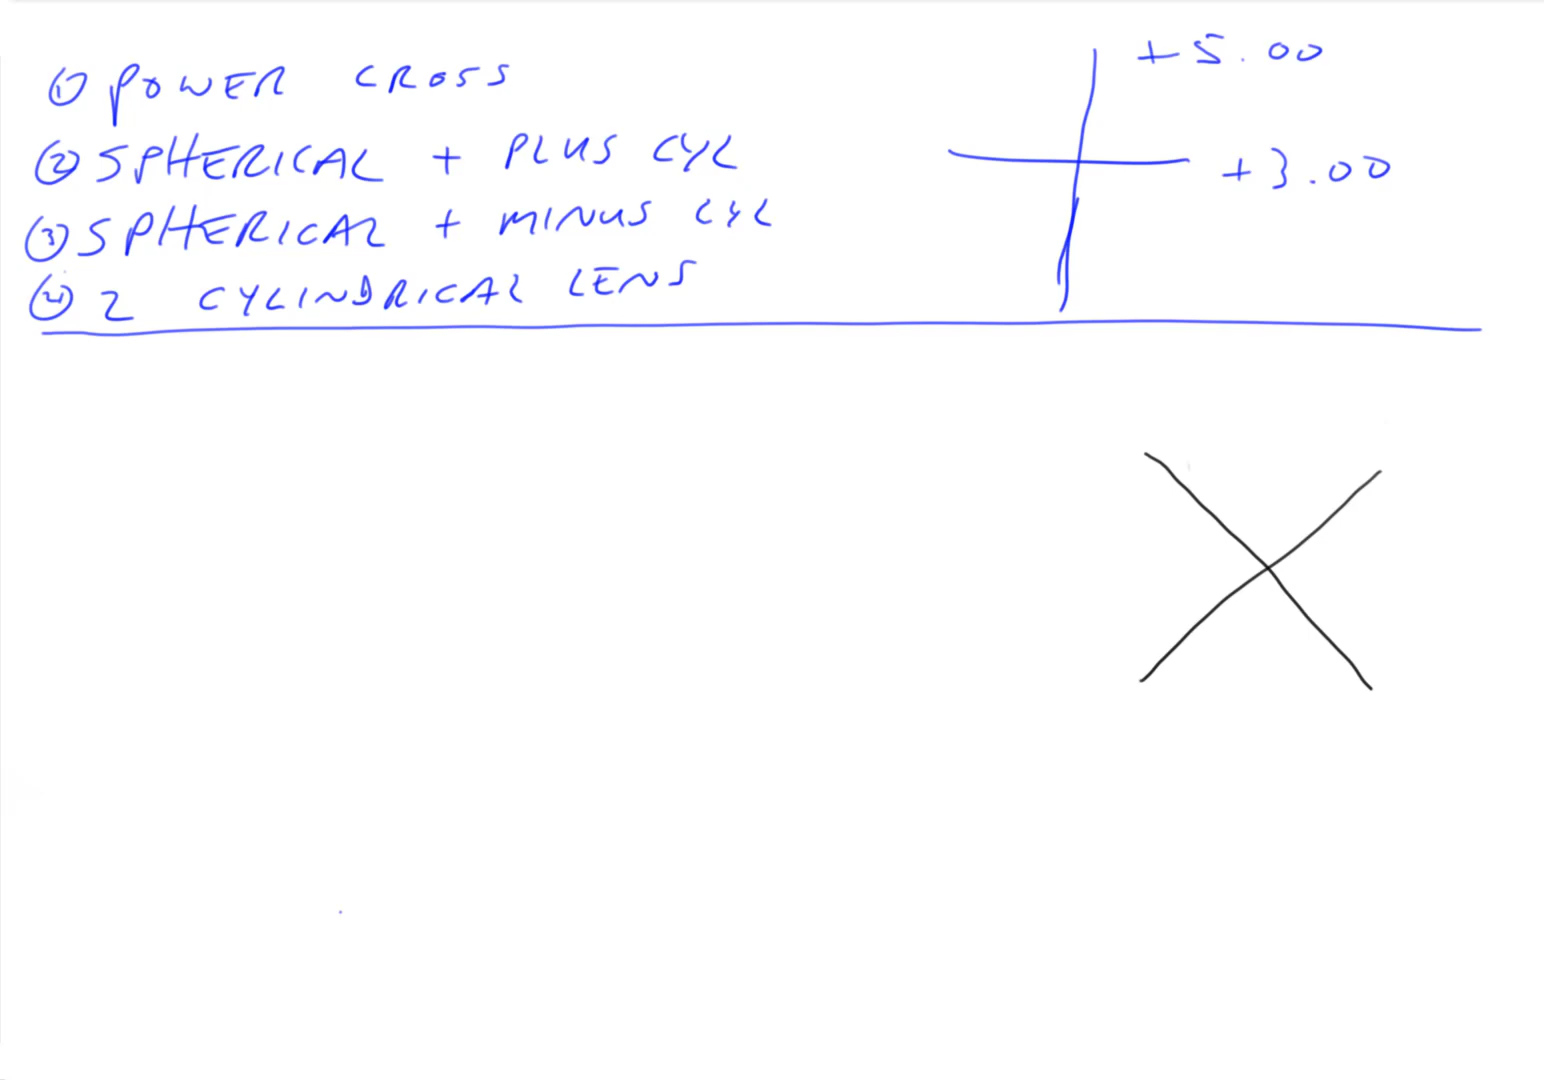 ① POWER CROSS
② SPHERICAL + PLUS CYL
③ SPHERICAL + MINUS CYL
④ 2 CYLINDRICAL LENS
+5.00
+3.00